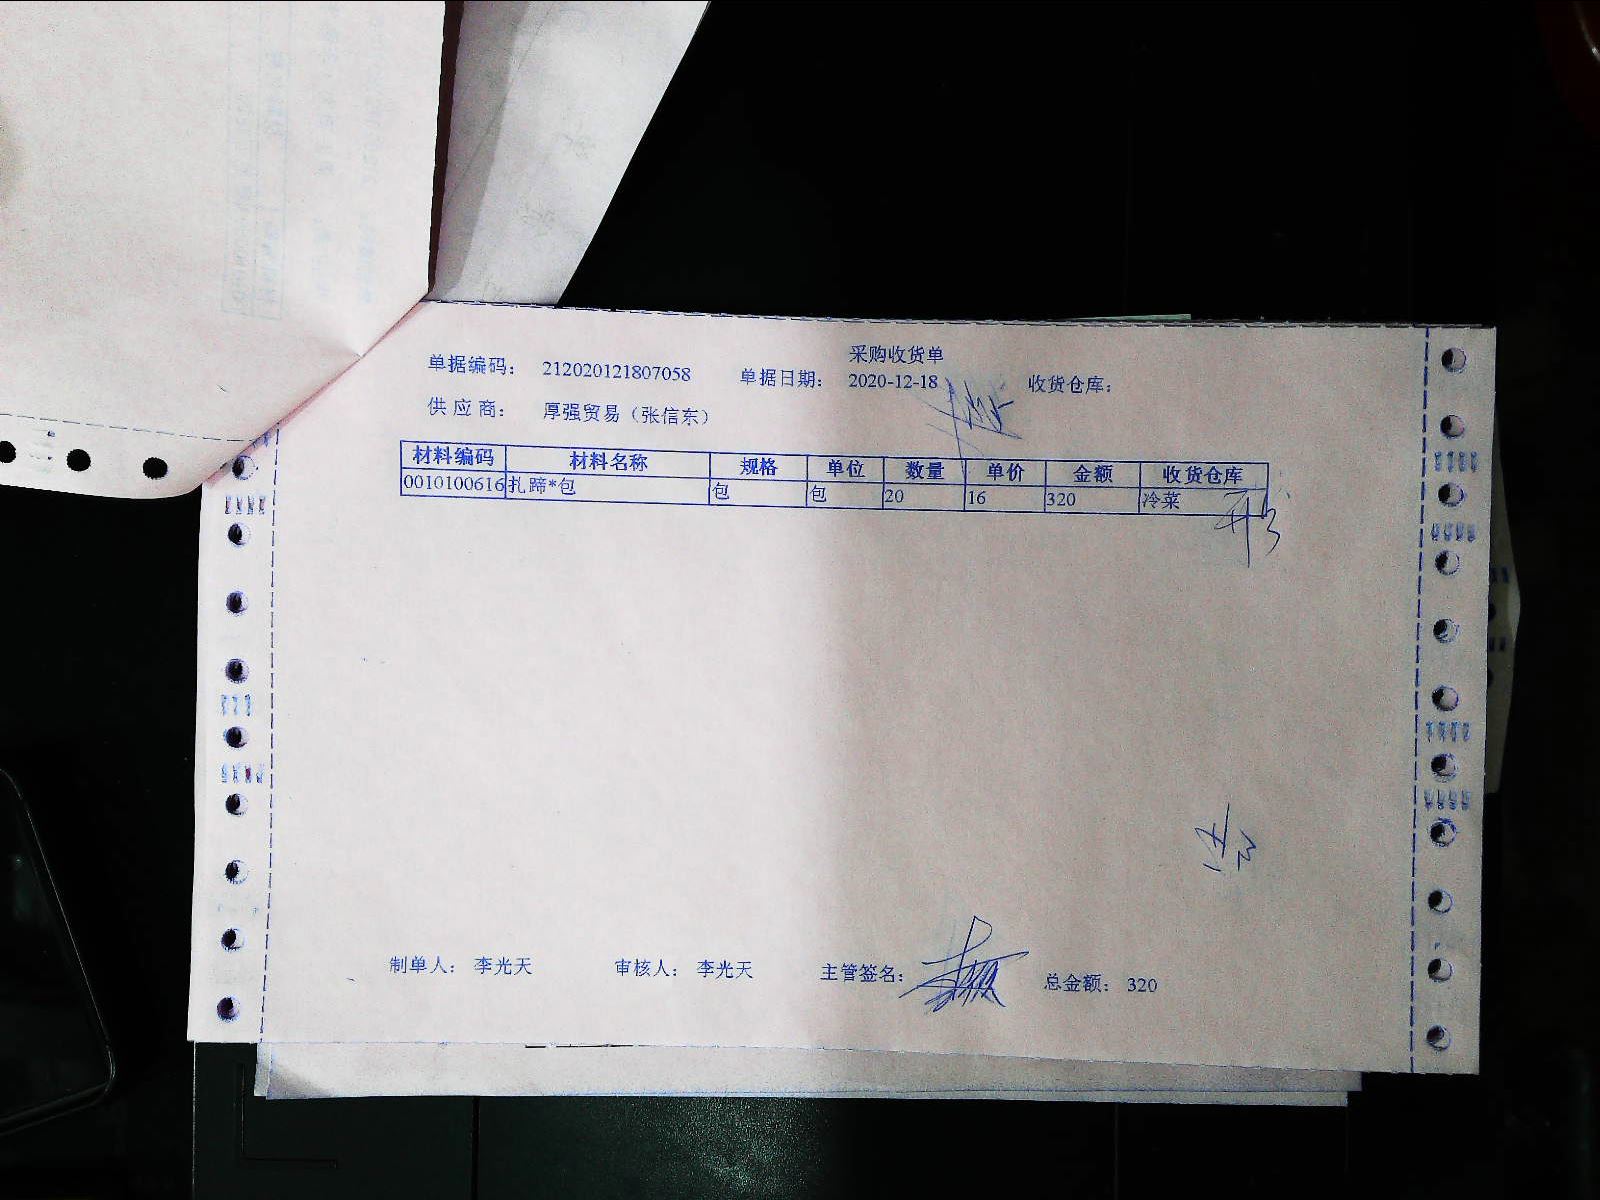 采购收货单
单据编码： 212020121807058 单据日期： 2020-12-18 收货仓库：
供应商： 厚强贸易（张信东）
材料编码 材料名称 规格 单位 数量 单价 金额 收货仓库
0010100616 扎蹄*包 包 包 20 16 320 冷菜
制单人： 李光天 审核人： 李光天 主管签名： 总金额： 320